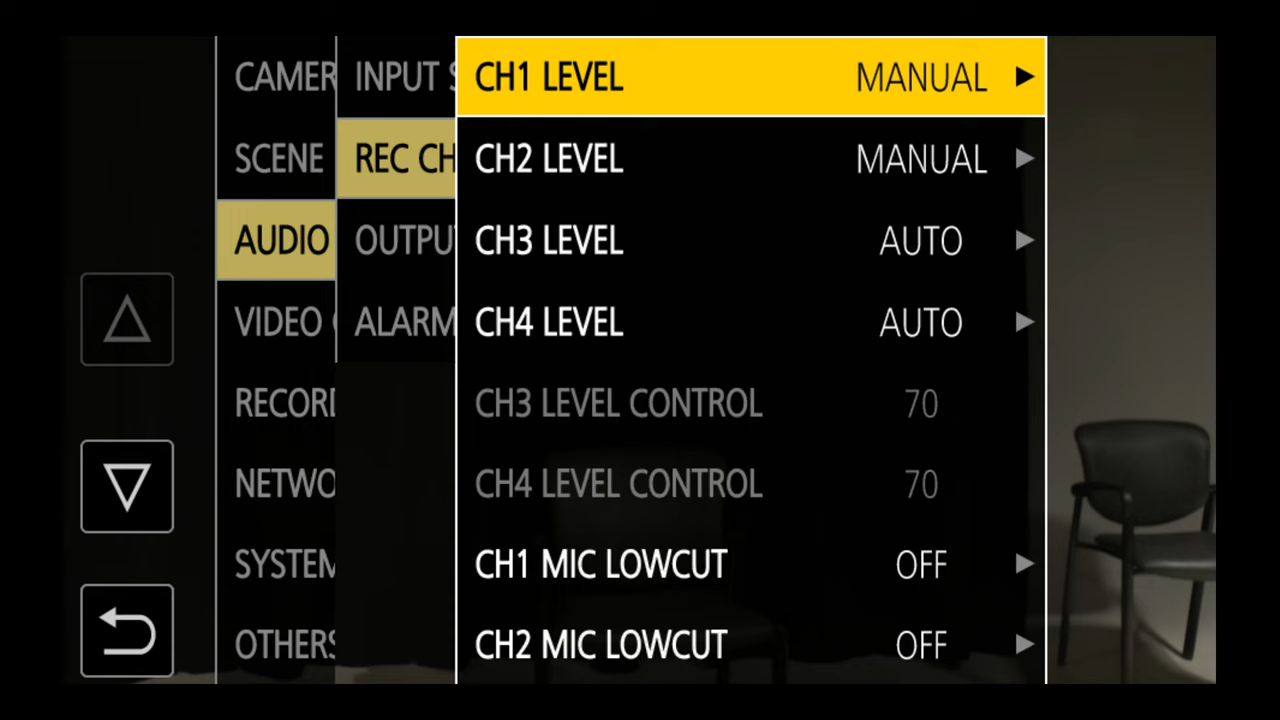 CAMER
SCENE
AUDIO
VIDEO
RECOR
NETWO
SYSTEM
OTHERS
INPUT S
REC CH
OUTPU
ALARM
CH1 LEVEL MANUAL
CH2 LEVEL MANUAL
CH3 LEVEL AUTO
CH4 LEVEL AUTO
CH3 LEVEL CONTROL 70
CH4 LEVEL CONTROL 70
CH1 MIC LOWCUT OFF
CH2 MIC LOWCUT OFF